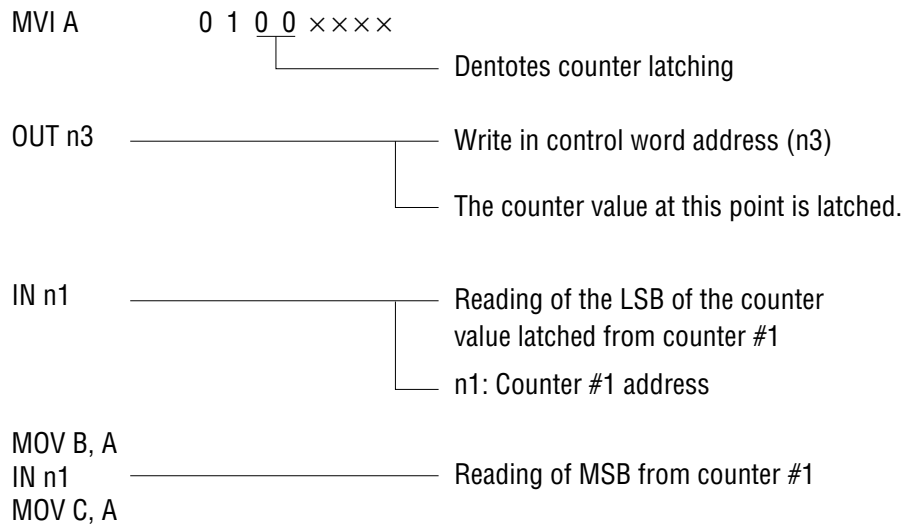 MVI A 0 1 0 0 ××××
Dentotes counter latching
OUT n3 Write in control word address (n3)
The counter value at this point is latched.
IN n1 Reading of the LSB of the counter
value latched from counter #1
n1: Counter #1 address
MOV B, A
IN n1 Reading of MSB from counter #1
MOV C, A